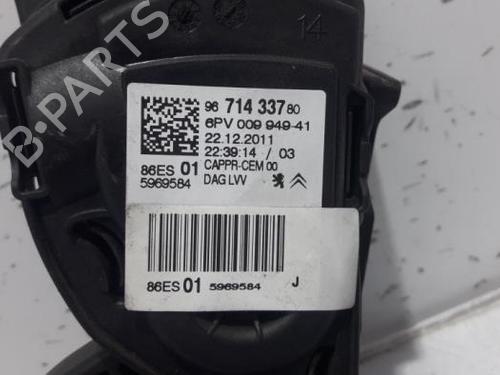 B-PARTS
14
96 714 337 80
6PV 009 949-41
22.12.2011
22:39:14 / 03
86ES 01 CAPPR-CEM 00
5969584 DAG LVV
86ES 01 5969584 J